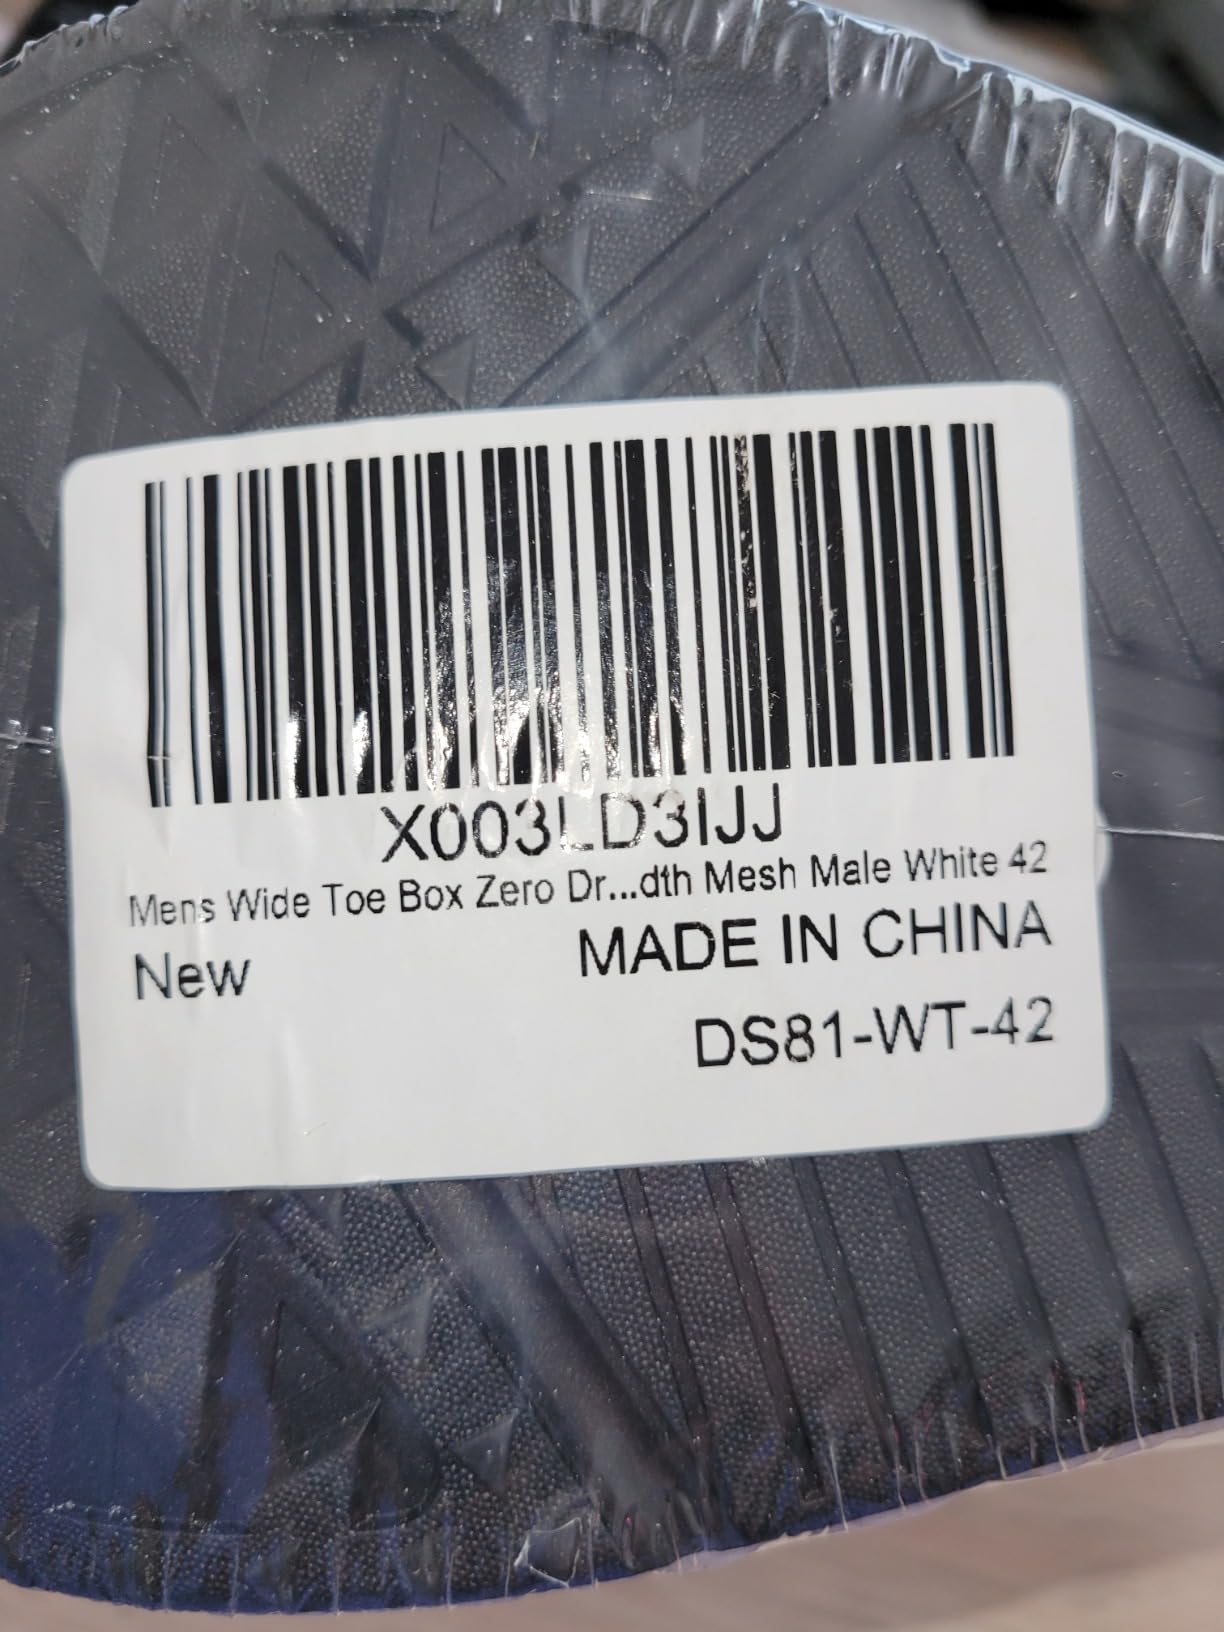 X003LD3IJJ
Mens Wide Toe Box Zero Dr...dth Mesh Male White 42
New
MADE IN CHINA
DS81-WT-42